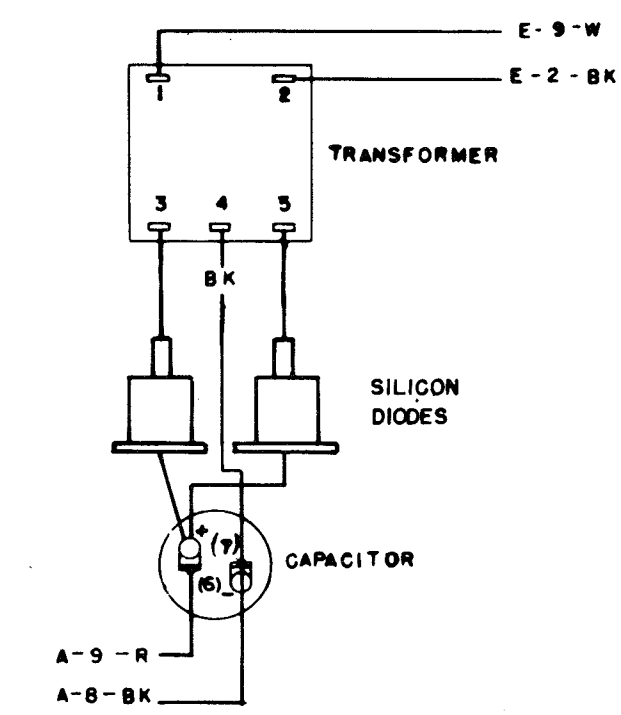 E-9-W
E-2-BK
1 2
TRANSFORMER
3 4 5
BK
SILICON
DIODES
+ (7)
CAPACITOR
(6) -
A-9-R
A-8-BK